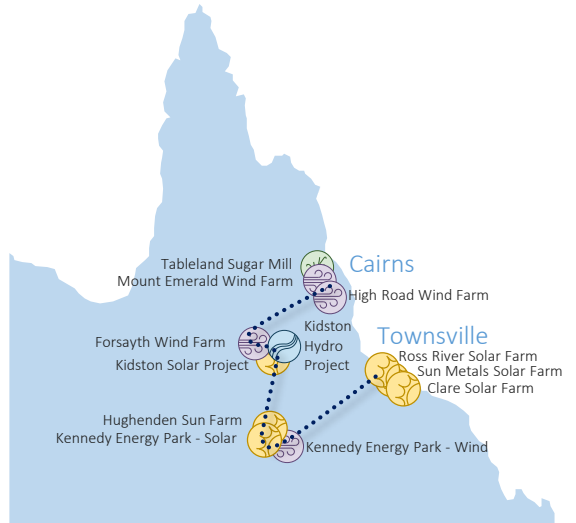 Tableland Sugar Mill
Cairns
Mount Emerald Wind Farm
High Road Wind Farm
Kidston
Hydro
Project
Forsayth Wind Farm
Kidston Solar Project
Townsville
Ross River Solar Farm
Sun Metals Solar Farm
Clare Solar Farm
Hughenden Sun Farm
Kennedy Energy Park - Solar
Kennedy Energy Park - Wind